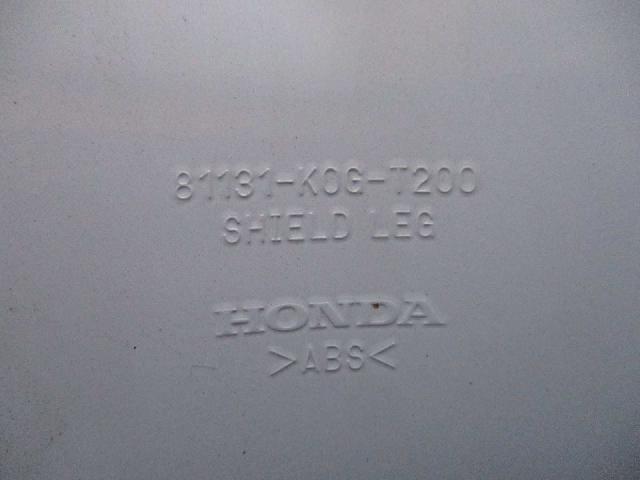 81131-K0G-T200
SHIELD LEG
HONDA
>ABS<